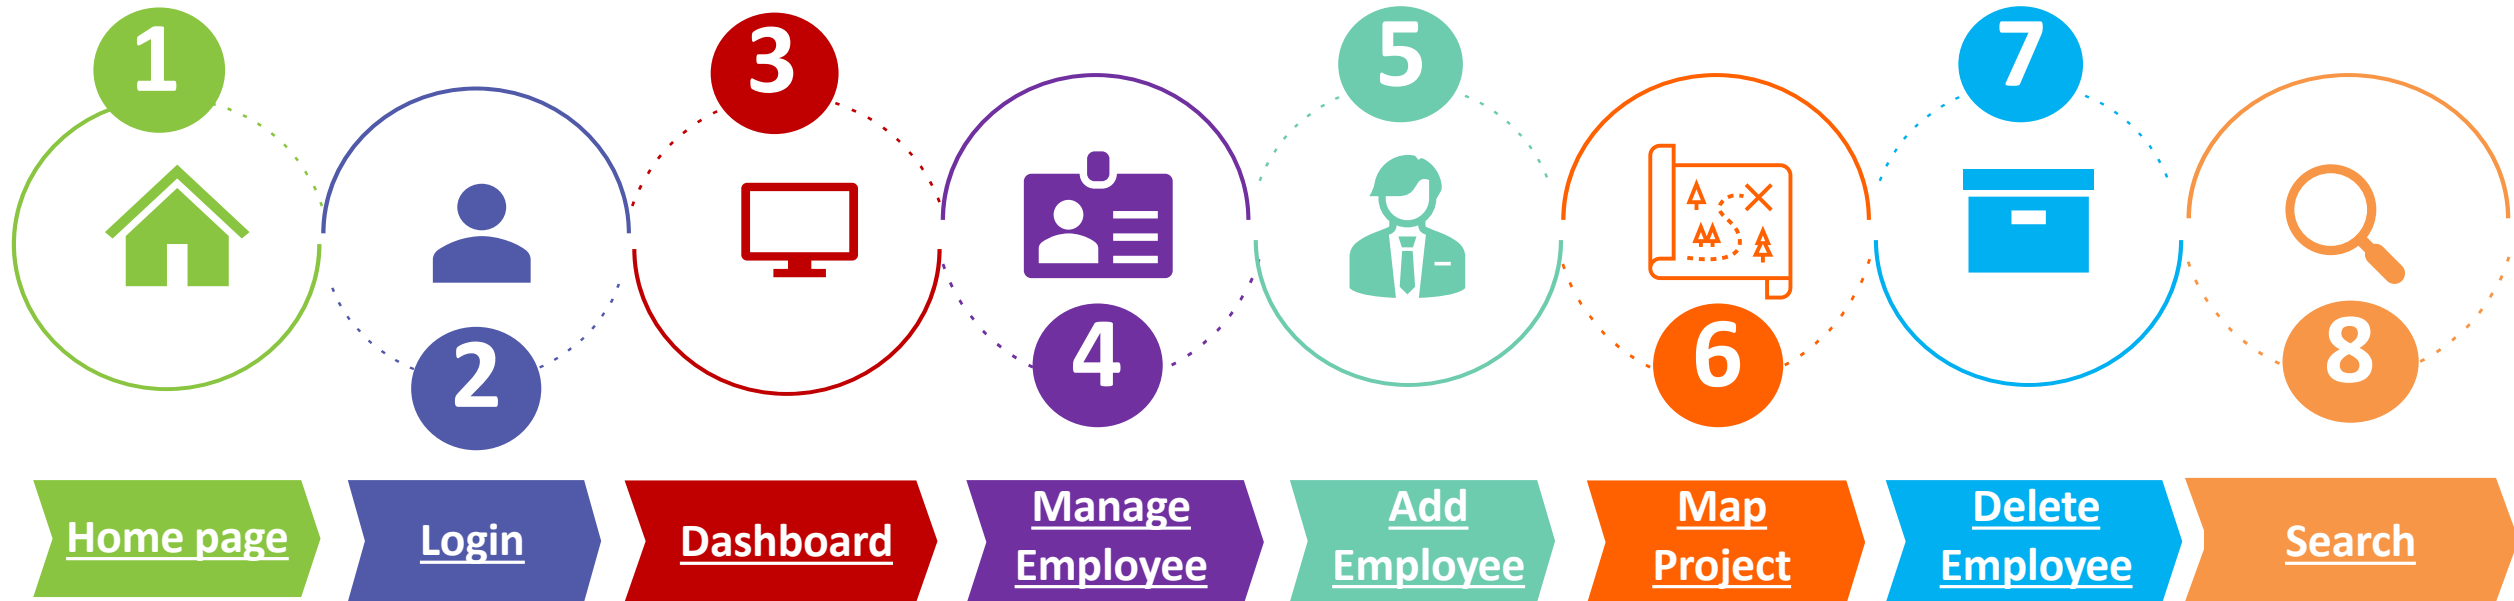 1
2
3
4
5
6
7
8
Home page
Login
Dashboard
Manage
Employee
Add
Employee
Map
Project
Delete
Employee
Search